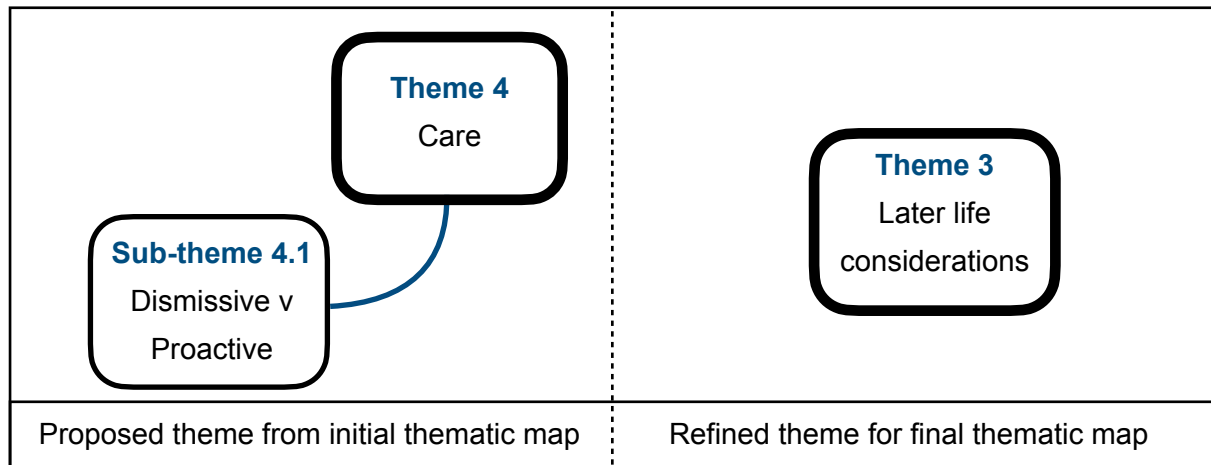 Theme 4
Care
Sub-theme 4.1
Dismissive v
Proactive
Proposed theme from initial thematic map
Theme 3
Later life
considerations
Refined theme for final thematic map